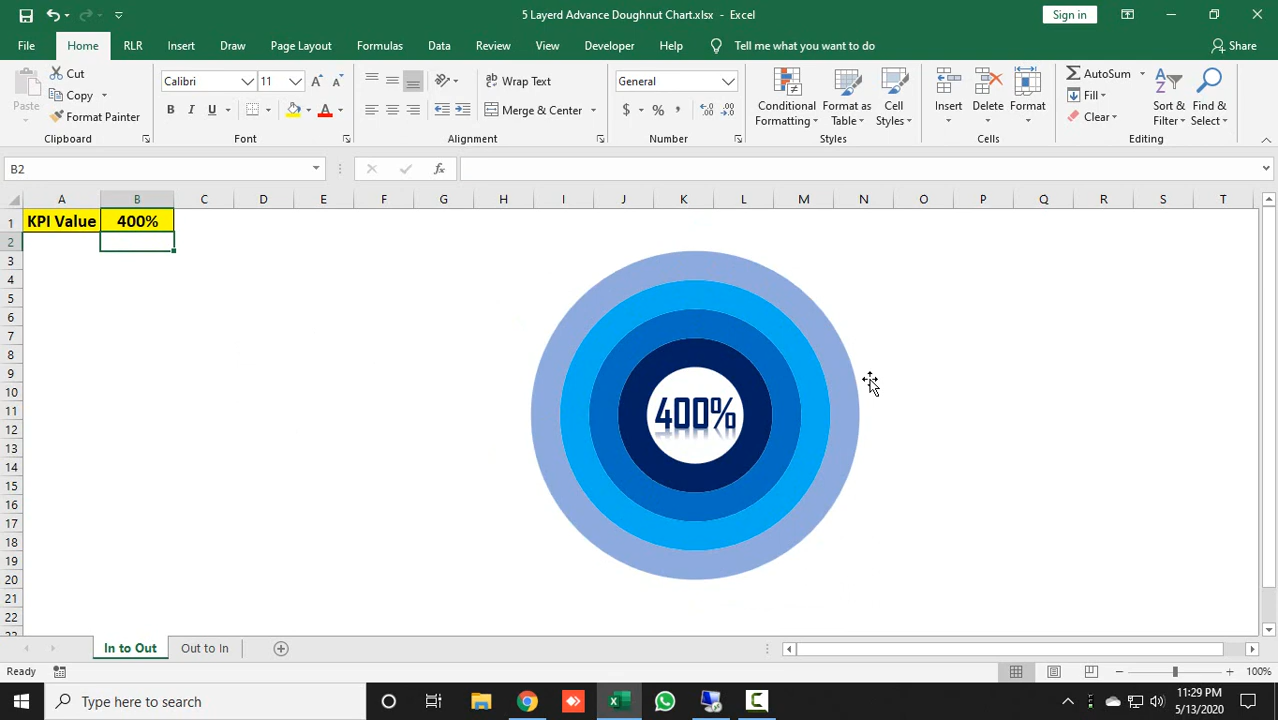 5 Layerd Advance Doughnut Chart.xlsx - Excel
Sign in
File Home RLR Insert Draw Page Layout Formulas Data Review View Developer Help Tell me what you want to do Share
Paste
Cut
Copy
Format Painter
Clipboard
Calibri 11
B I U
Font
Wrap Text
Merge & Center
Alignment
General
$ % ,
Number
Conditional Formatting
Format as Table
Cell Styles
Styles
Insert
Delete
Format
Cells
AutoSum
Fill
Clear
Sort & Filter
Find & Select
Editing
B2
fx
A B C D E F G H I J K L M N O P Q R S T
1 KPI Value 400%
2
3
4
5
6
7
8
9
10
11
12
13
14
15
16
17
18
19
20
21
22
400%
In to Out Out to In
Ready
100%
Type here to search
11:29 PM
5/13/2020